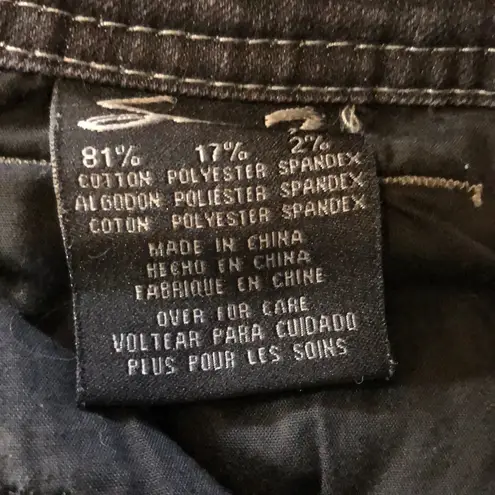 81% 17% 2%
COTTON POLYESTER SPANDEX
ALGODON POLIÉSTER SPANDEX
COTON POLYESTER SPANDEX
MADE IN CHINA
HECHO EN CHINA
FABRIQUE EN CHINE
OVER FOR CARE
VOLTEAR PARA CUIDADO
PLUS POUR LES SOINS